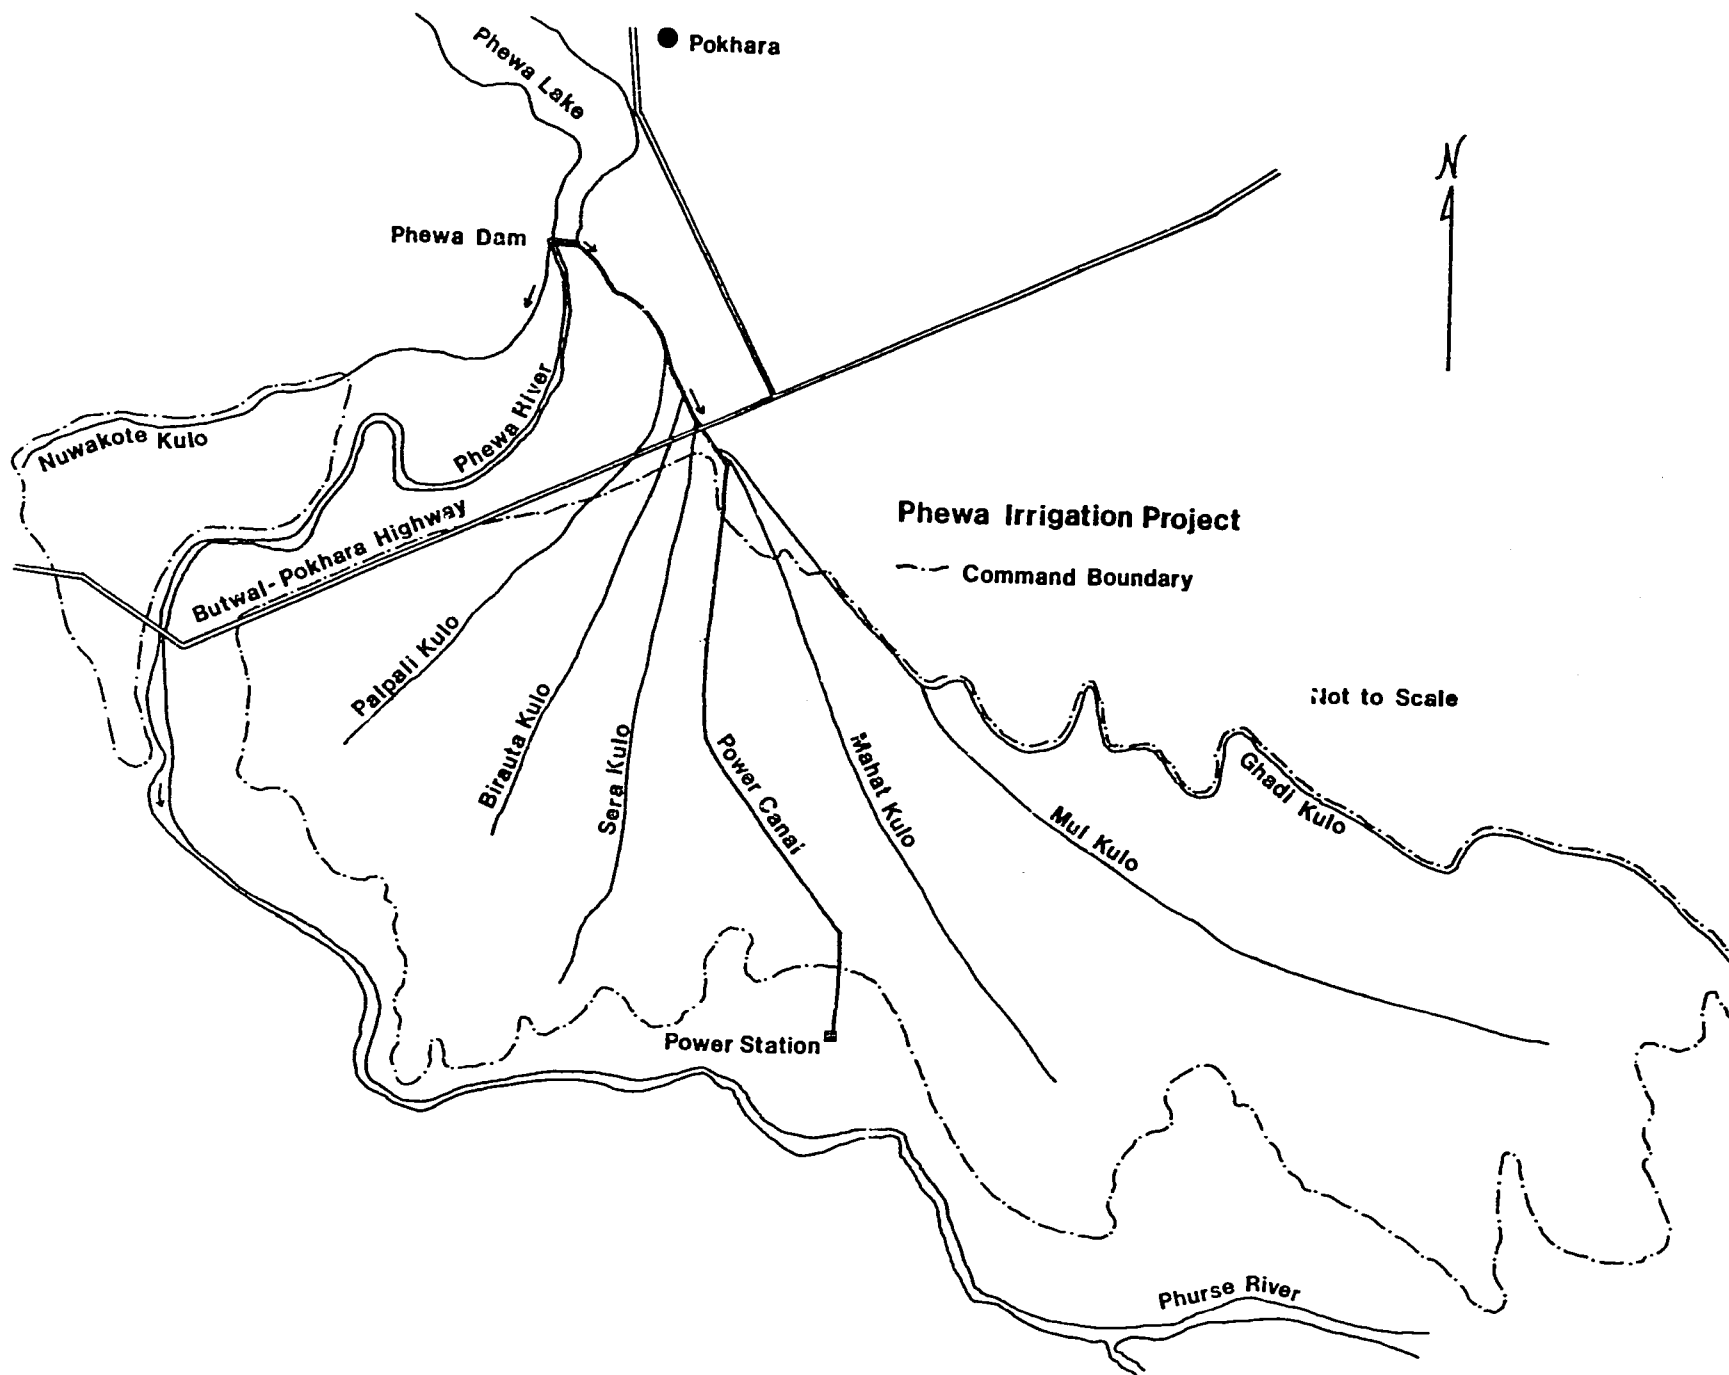 Pokhara
Phewa Lake
N
Phewa Dam
Phewa River
Nuwakote Kulo
Butwal-Pokhara Highway
Phewa Irrigation Project
Command Boundary
Palpali Kulo
Birauta Kulo
Sera Kulo
Power Canal
Mahat Kulo
Mul Kulo
Ghadi Kulo
Not to Scale
Power Station
Phurse River